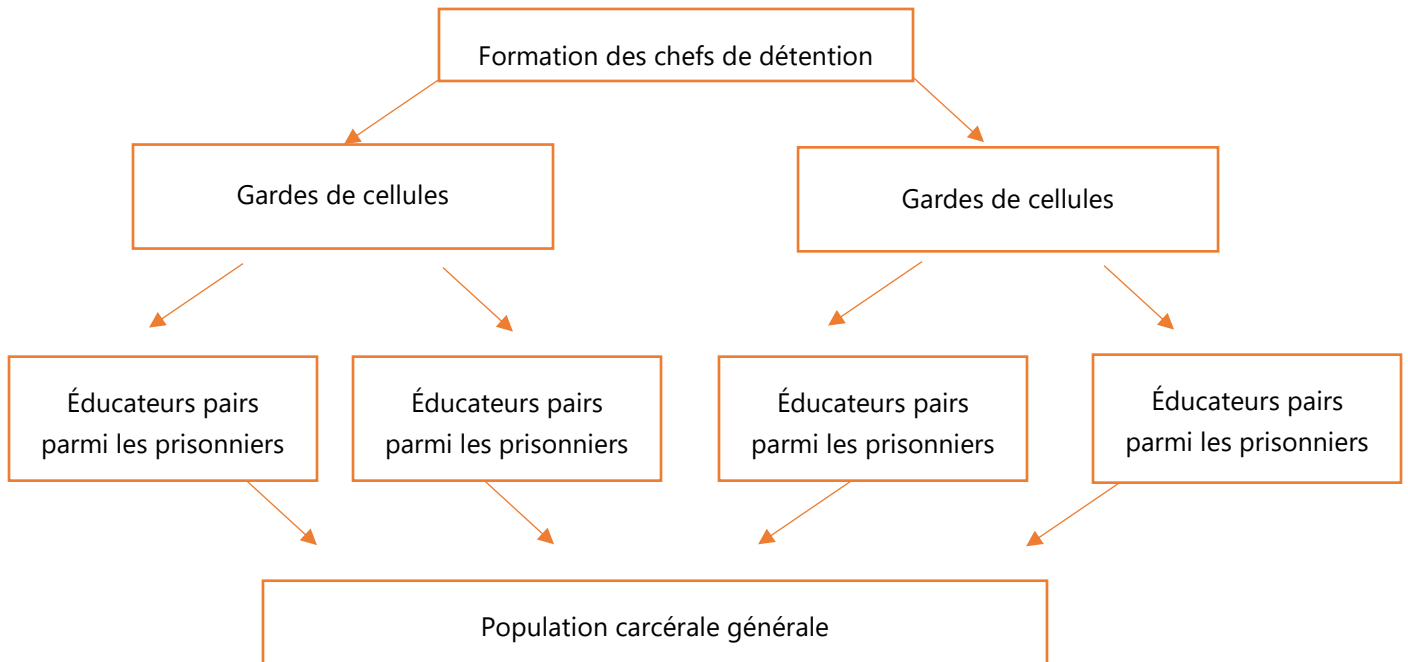 Formation des chefs de détention
Gardes de cellules
Gardes de cellules
Éducateurs pairs
parmi les prisonniers
Éducateurs pairs
parmi les prisonniers
Éducateurs pairs
parmi les prisonniers
Éducateurs pairs
parmi les prisonniers
Population carcérale générale